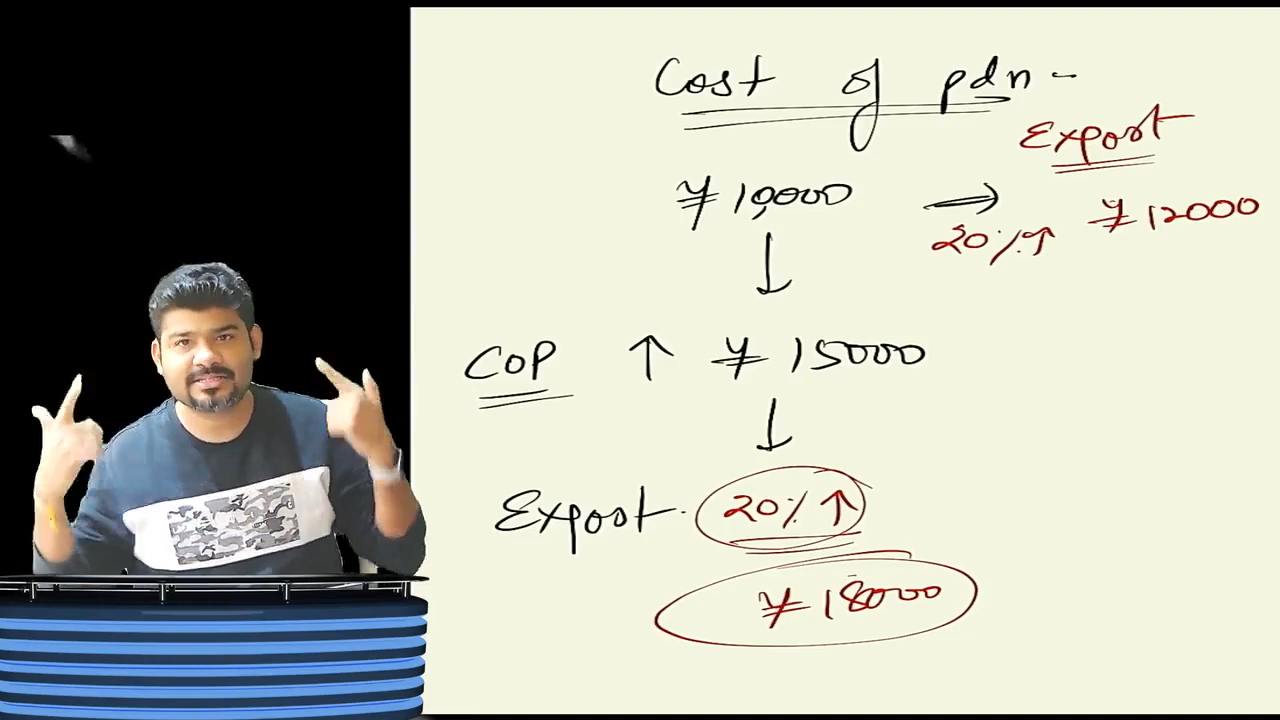 Cost of pdn -
Export
¥ 10,000 ⇒ 20% ↑ ¥ 12000
↓
COP ↑ ¥ 15000
↓
Export. 20% ↑
¥ 18000